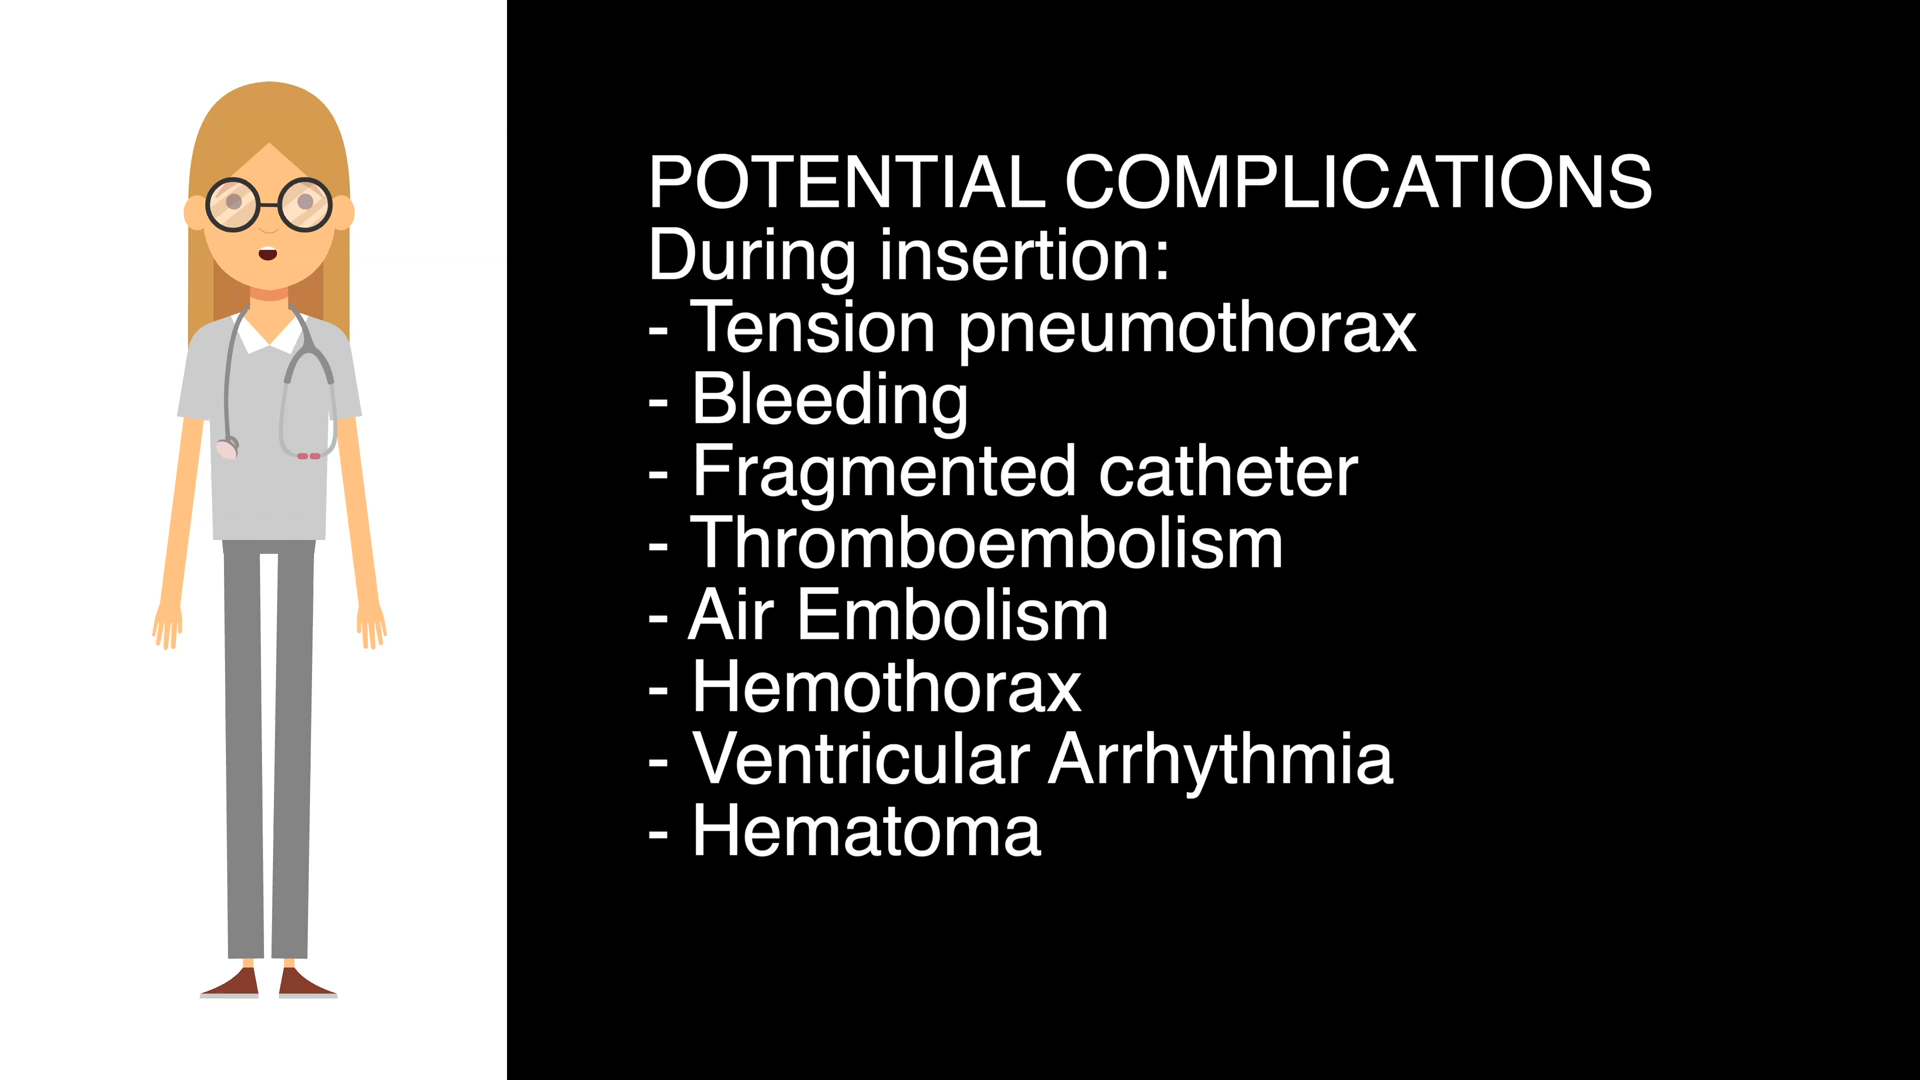 POTENTIAL COMPLICATIONS
During insertion:
- Tension pneumothorax
- Bleeding
- Fragmented catheter
- Thromboembolism
- Air Embolism
- Hemothorax
- Ventricular Arrhythmia
- Hematoma